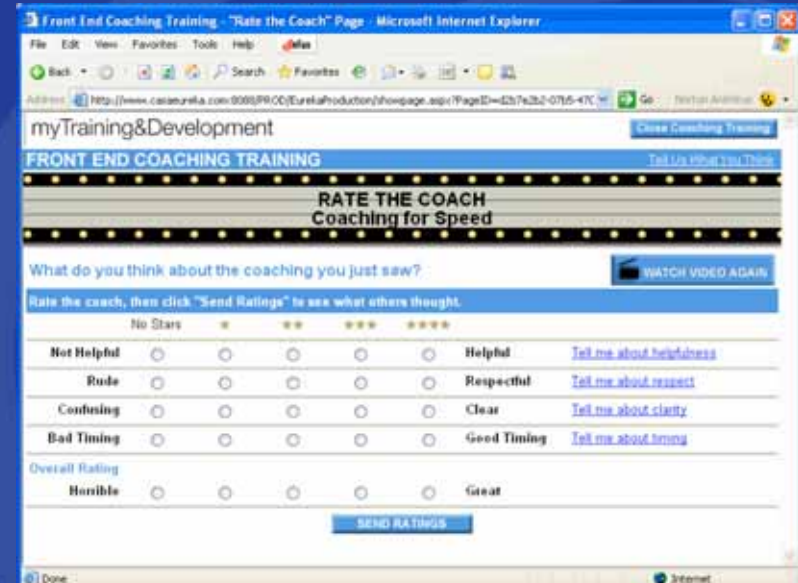 Front End Coaching Training - "Rate the Coach" Page - Microsoft Internet Explorer
File Edit View Favorites Tools Help
Back Search Favorites
Address Go Norton AntiVirus
myTraining&Development
Close Coaching Training
FRONT END COACHING TRAINING
Tell Us What You Think
RATE THE COACH
Coaching for Speed
What do you think about the coaching you just saw?
WATCH VIDEO AGAIN
Rate the coach, then click "Send Ratings" to see what others thought.
No Stars
Not Helpful Helpful Tell me about helpfulness
Rude Respectful Tell me about respect
Confusing Clear Tell me about clarity
Bad Timing Good Timing Tell me about timing
Overall Rating
Horrible Great
SEND RATINGS
Done Internet